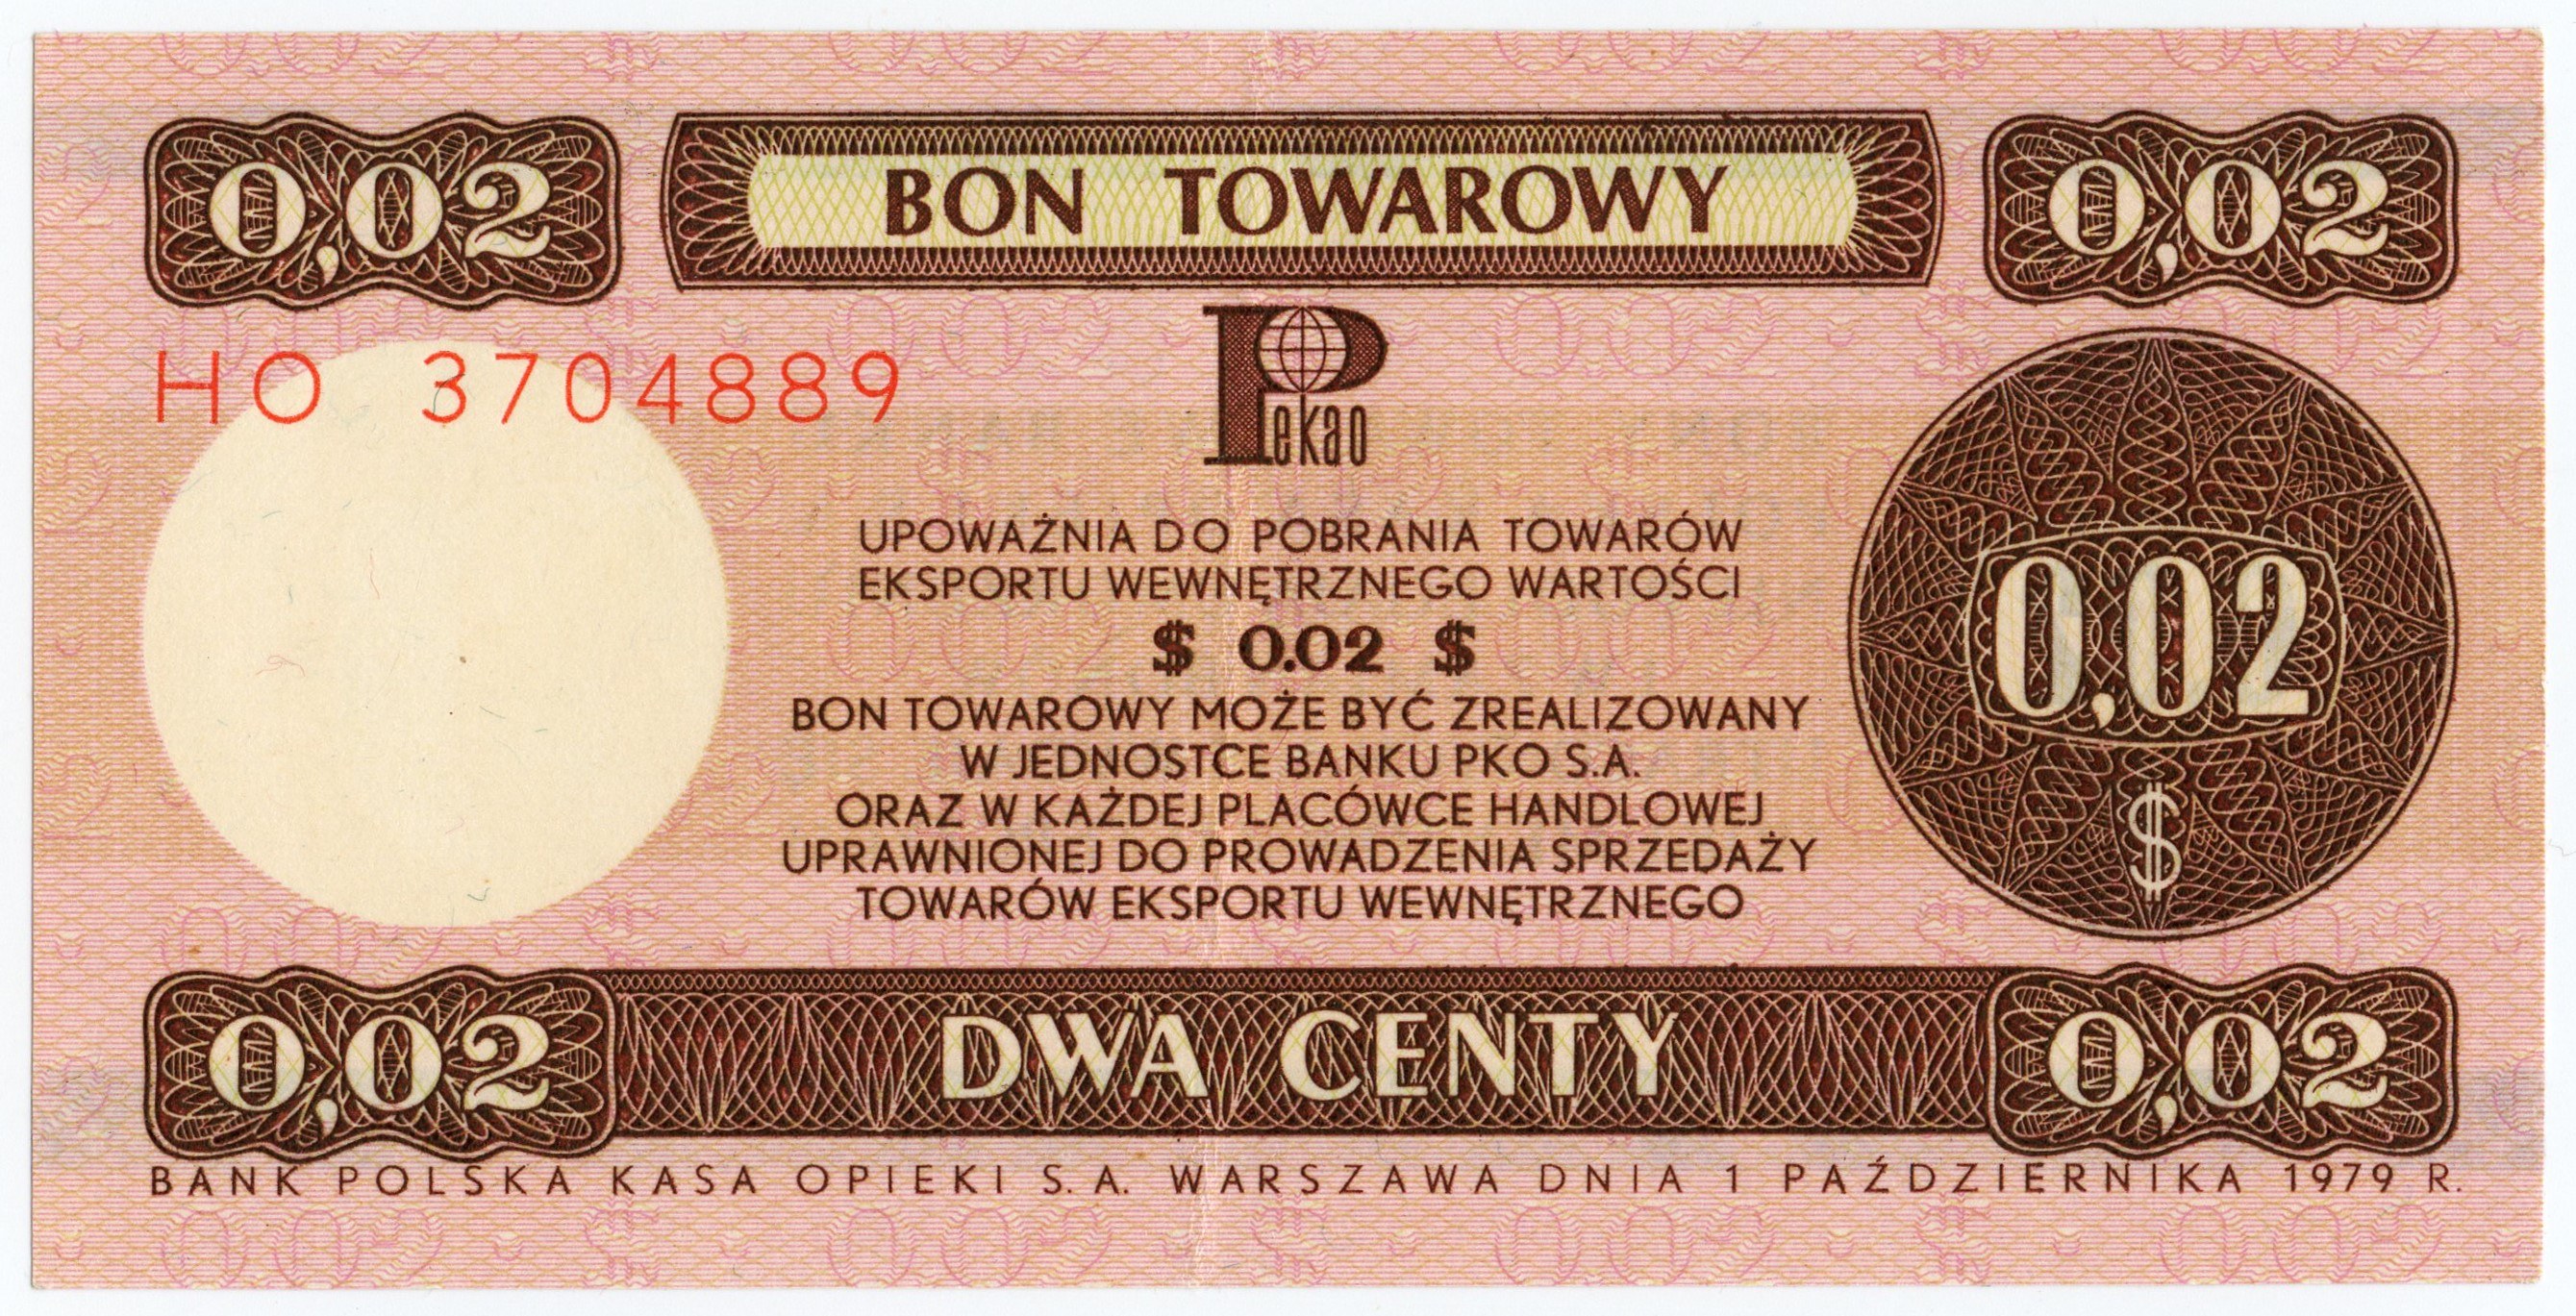 0,02 BON TOWAROWY 0,02
HO 3704889
Pekao
UPOWAŻNIA DO POBRANIA TOWARÓW
EKSPORTU WEWNĘTRZNEGO WARTOŚCI
$ 0.02 $
BON TOWAROWY MOŻE BYĆ ZREALIZOWANY
W JEDNOSTCE BANKU PKO S.A.
ORAZ W KAŻDEJ PLACÓWCE HANDLOWEJ
UPRAWNIONEJ DO PROWADZENIA SPRZEDAŻY
TOWARÓW EKSPORTU WEWNĘTRZNEGO
0,02
$
0,02 DWA CENTY 0,02
BANK POLSKA KASA OPIEKI S.A. WARSZAWA DNIA 1 PAŹDZIERNIKA 1979 R.